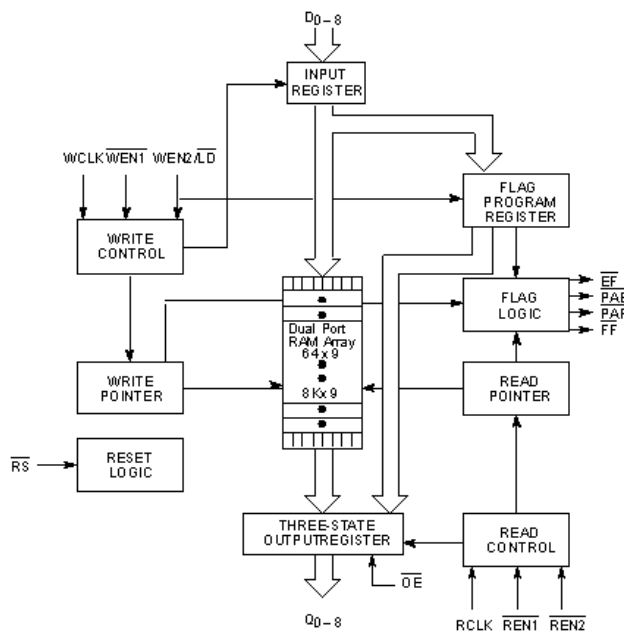 D0–8
INPUT
REGISTER
WCLK WEN1 WEN2/LD
FLAG
PROGRAM
REGISTER
WRITE
CONTROL
EF
PAE
PAF
FF
FLAG
LOGIC
Dual Port
RAM Array
64 x 9
8K x 9
WRITE
POINTER
READ
POINTER
RS
RESET
LOGIC
THREE-STATE
OUTPUTREGISTER
READ
CONTROL
OE
RCLK REN1 REN2
Q0–8